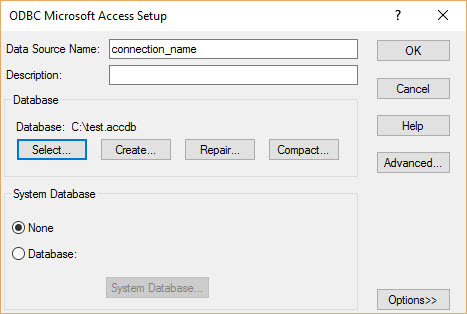 ODBC Microsoft Access Setup ? ×
Data Source Name: connection_name OK
Description: Cancel
Database
Database: C:\test.accdb Help
Select... Create... Repair... Compact... Advanced...
System Database
None
Database:
System Database...
Options>>